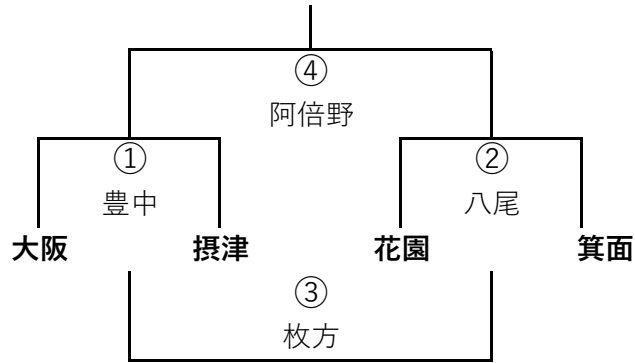 ④
阿倍野
① ②
豊中 八尾
大阪 摂津 花園 箕面
③
枚方